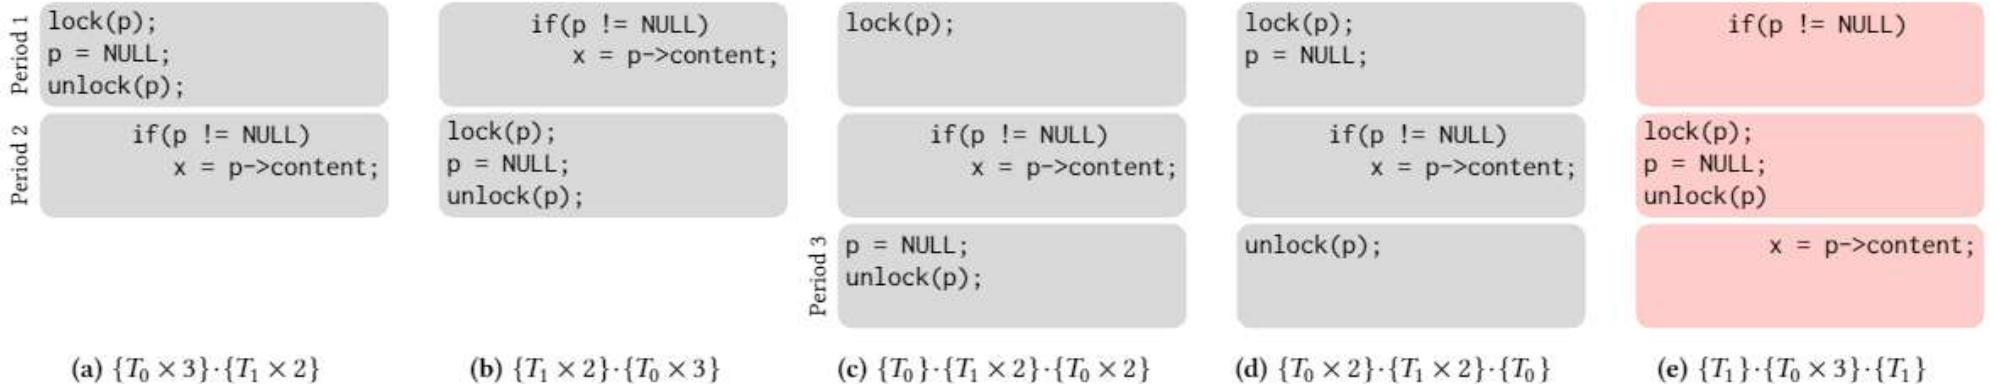 Period 1
lock(p);
p = NULL;
unlock(p);
Period 2
if(p != NULL)
x = p->content;
(a) {T₀ × 3}·{T₁ × 2}
if(p != NULL)
x = p->content;
lock(p);
p = NULL;
unlock(p);
(b) {T₁ × 2}·{T₀ × 3}
lock(p);
if(p != NULL)
x = p->content;
Period 3
p = NULL;
unlock(p);
(c) {T₀}·{T₁ × 2}·{T₀ × 2}
lock(p);
p = NULL;
if(p != NULL)
x = p->content;
unlock(p);
(d) {T₀ × 2}·{T₁ × 2}·{T₀}
if(p != NULL)
lock(p);
p = NULL;
unlock(p)
x = p->content;
(e) {T₁}·{T₀ × 3}·{T₁}